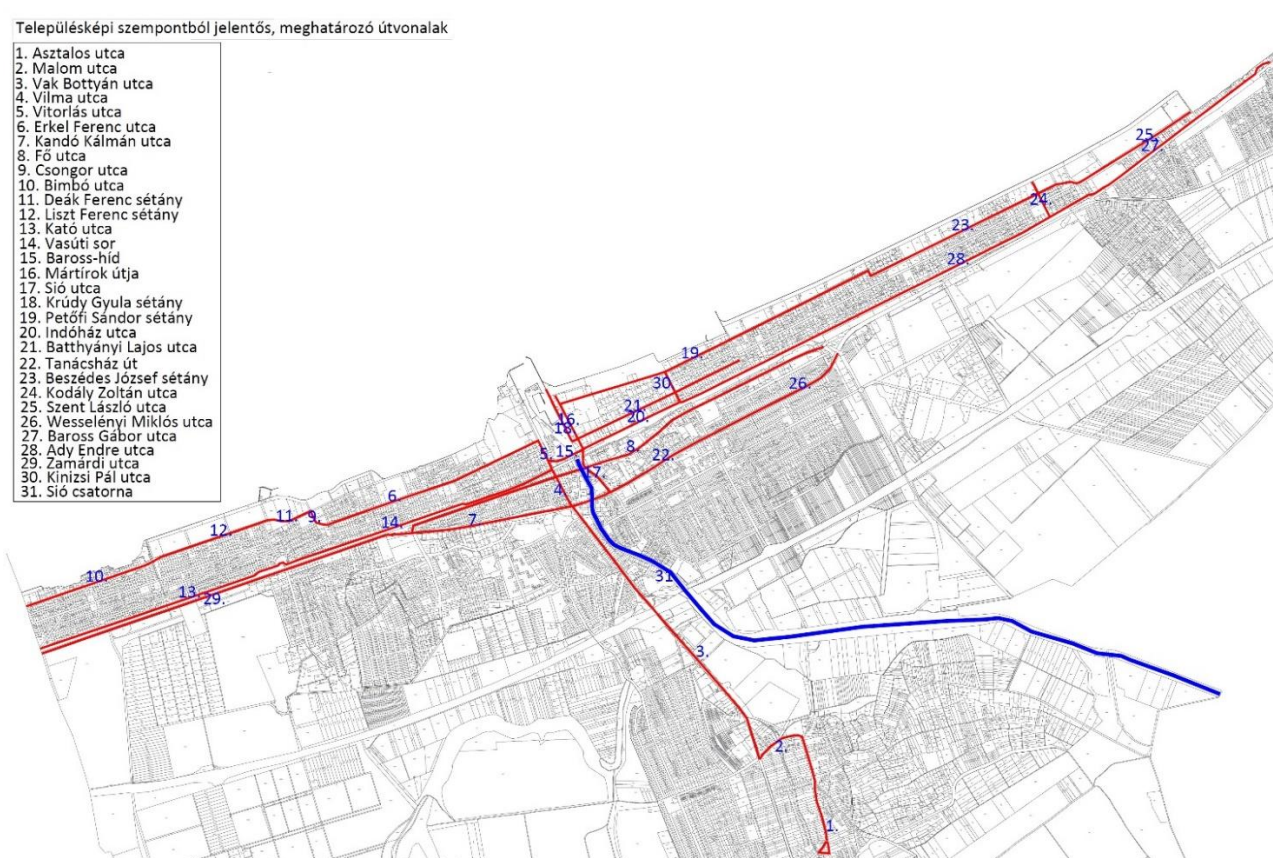 Településképi szempontból jelentős, meghatározó útvonalak
1. Asztalos utca
2. Malom utca
3. Vak Bottyán utca
4. Vilma utca
5. Vitorlás utca
6. Erkel Ferenc utca
7. Kandó Kálmán utca
8. Fő utca
9. Csongor utca
10. Bimbó utca
11. Deák Ferenc sétány
12. Liszt Ferenc sétány
13. Kató utca
14. Vasúti sor
15. Baross-híd
16. Mártírok útja
17. Sió utca
18. Krúdy Gyula sétány
19. Petőfi Sándor sétány
20. Indóház utca
21. Batthyányi Lajos utca
22. Tanácsház út
23. Beszédes József sétány
24. Kodály Zoltán utca
25. Szent László utca
26. Wesselényi Miklós utca
27. Baross Gábor utca
28. Ady Endre utca
29. Zamárdi utca
30. Kinizsi Pál utca
31. Sió csatorna
25.
27.
24.
23.
28.
19.
30.
26.
21.
20.
16.
18.
8.
15.
5.
22.
7.
4.
6.
11.
9.
12.
14.
7.
10.
31.
13.
29.
3.
2.
1.